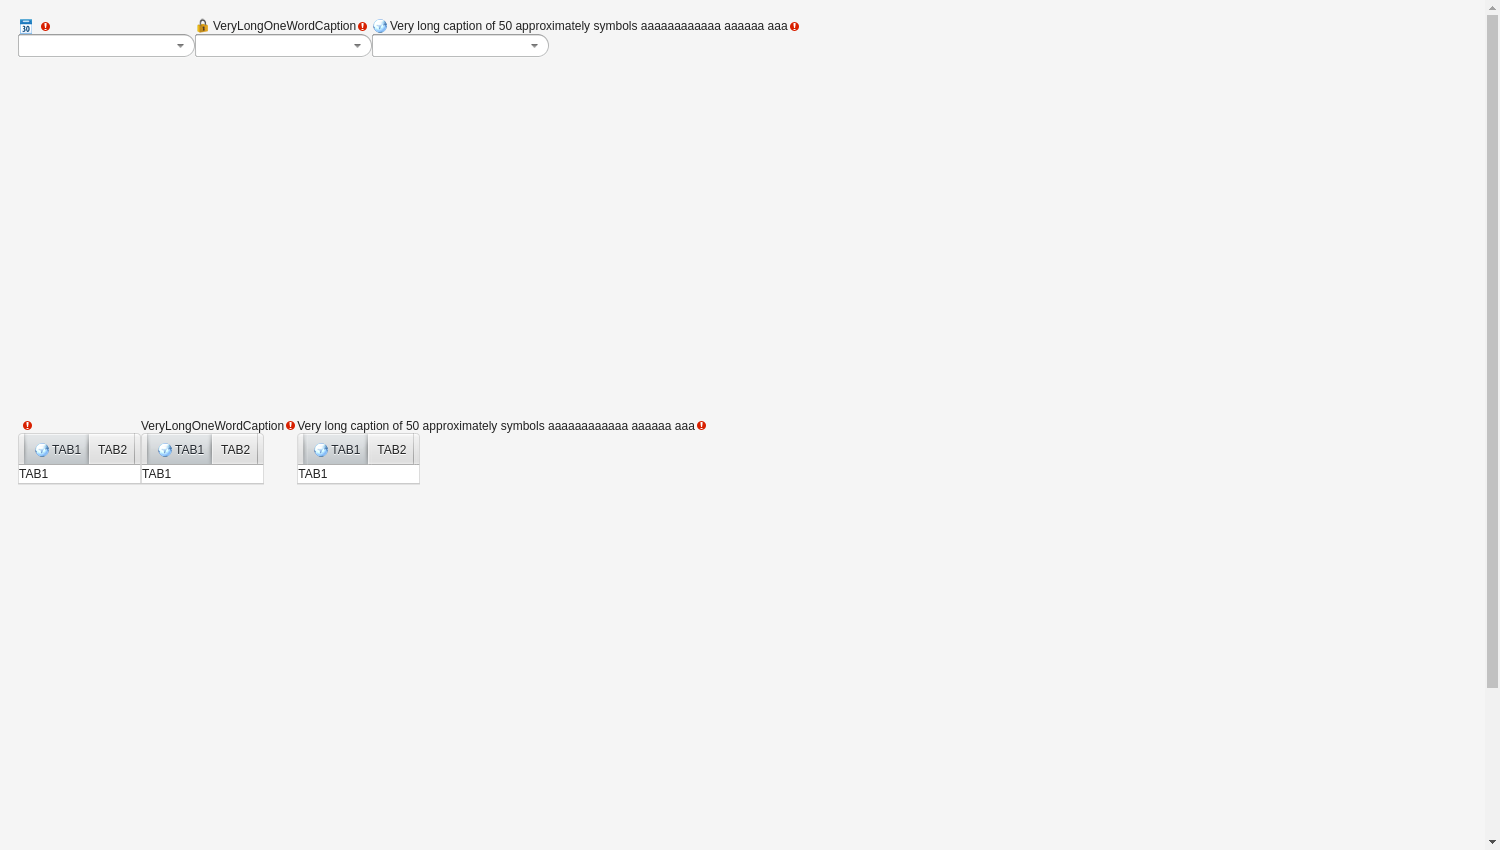 30 VeryLongOneWordCaption Very long caption of 50 approximately symbols aaaaaaaaaaaa aaaaaa aaa
VeryLongOneWordCaption Very long caption of 50 approximately symbols aaaaaaaaaaaa aaaaaa aaa
TAB1 TAB2 TAB1 TAB2 TAB1 TAB2
TAB1 TAB1 TAB1